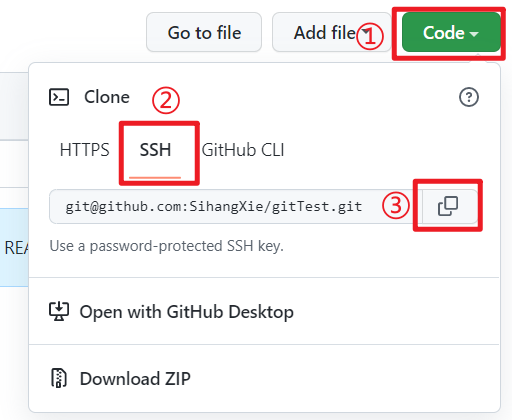 Go to file Add file ① Code
Clone ②
HTTPS SSH GitHub CLI
git@github.com:SihangXie/gitTest.git ③
REA
Use a password-protected SSH key.
Open with GitHub Desktop
Download ZIP